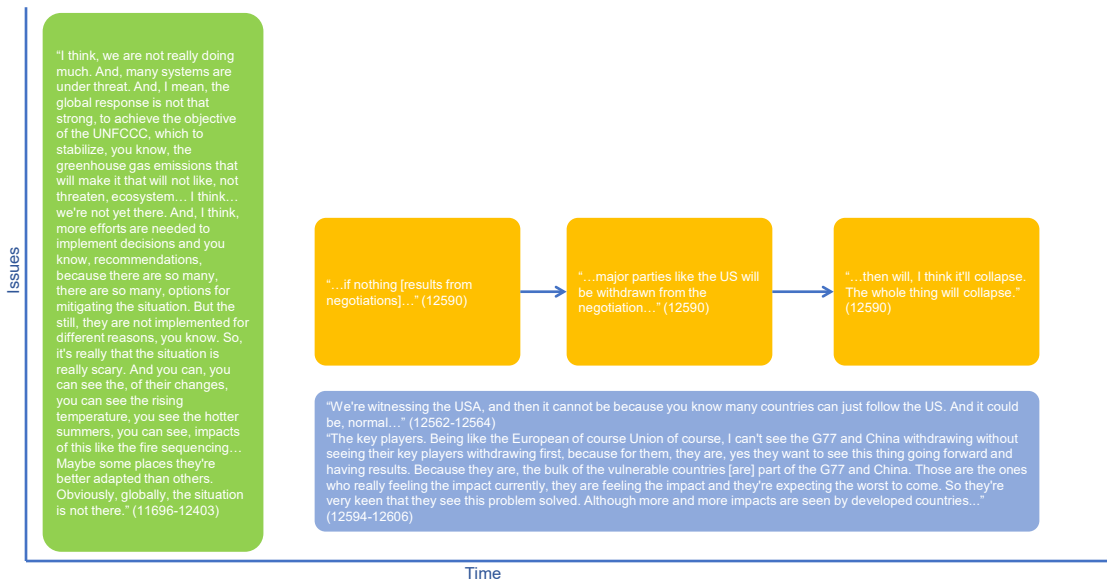 Issues
“I think, we are not really doing
much. And, many systems are
under threat. And, I mean, the
global response is not that
strong, to achieve the objective
of the UNFCCC, which to
stabilize, you know, the
greenhouse gas emissions that
will make it that will not like, not
threaten, ecosystem… I think…
we're not yet there. And, I think,
more efforts are needed to
implement decisions and you
know, recommendations,
because there are so many,
there are so many, options for
mitigating the situation. But the
still, they are not implemented for
different reasons, you know. So,
it's really that the situation is
really scary. And you can, you
can see the, of their changes,
you can see the rising
temperature, you see the hotter
summers, you can see, impacts
of this like the fire sequencing…
Maybe some places they're
better adapted than others.
Obviously, globally, the situation
is not there.” (11696-12403)
“…if nothing [results from
negotiations]…” (12590)
“…major parties like the US will
be withdrawn from the
negotiation…” (12590)
“…then will, I think it'll collapse.
The whole thing will collapse.”
(12590)
“We're witnessing the USA, and then it cannot be because you know many countries can just follow the US. And it could
be, normal…” (12562-12564)
“The key players. Being like the European of course Union of course, I can't see the G77 and China withdrawing without
seeing their key players withdrawing first, because for them, they are, yes they want to see this thing going forward and
having results. Because they are, the bulk of the vulnerable countries [are] part of the G77 and China. Those are the ones
who really feeling the impact currently, they are feeling the impact and they're expecting the worst to come. So they're
very keen that they see this problem solved. Although more and more impacts are seen by developed countries...”
(12594-12606)
Time